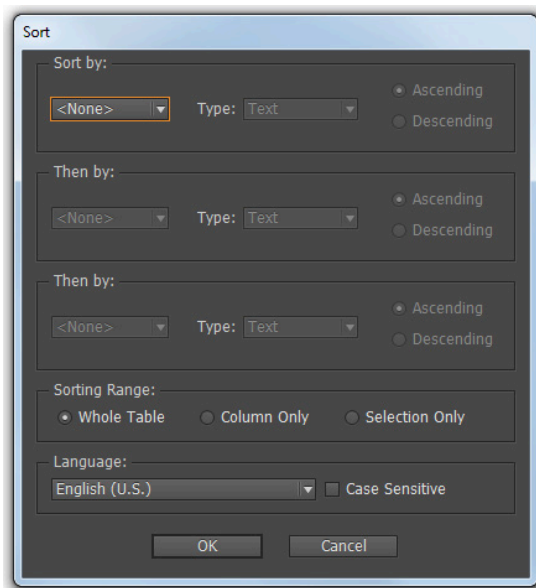 Sort
Sort by:
<None> Type: Text Ascending
Descending
Then by:
<None> Type: Text Ascending
Descending
Then by:
<None> Type: Text Ascending
Descending
Sorting Range:
Whole Table Column Only Selection Only
Language:
English (U.S.) Case Sensitive
OK Cancel